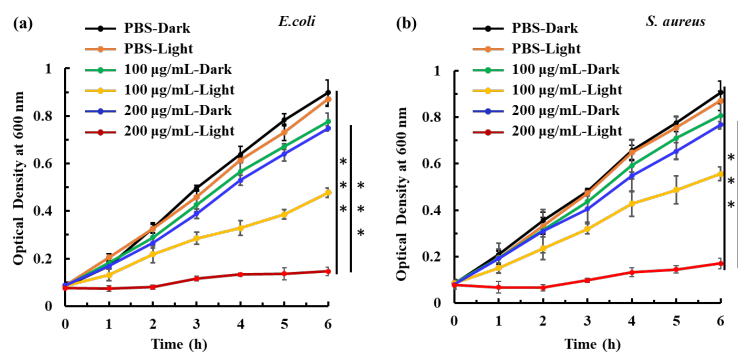 (a)
E.coli
PBS-Dark
PBS-Light
100 µg/mL-Dark
100 µg/mL-Light
200 µg/mL-Dark
200 µg/mL-Light
Optical Density at 600 nm
1
0.8
0.6
0.4
0.2
0
0 1 2 3 4 5 6
Time (h)
***
***
(b)
S. aureus
PBS-Dark
PBS-Light
100 µg/mL-Dark
100 µg/mL-Light
200 µg/mL-Dark
200 µg/mL-Light
Optical Density at 600 nm
1
0.8
0.6
0.4
0.2
0
0 1 2 3 4 5 6
Time (h)
***